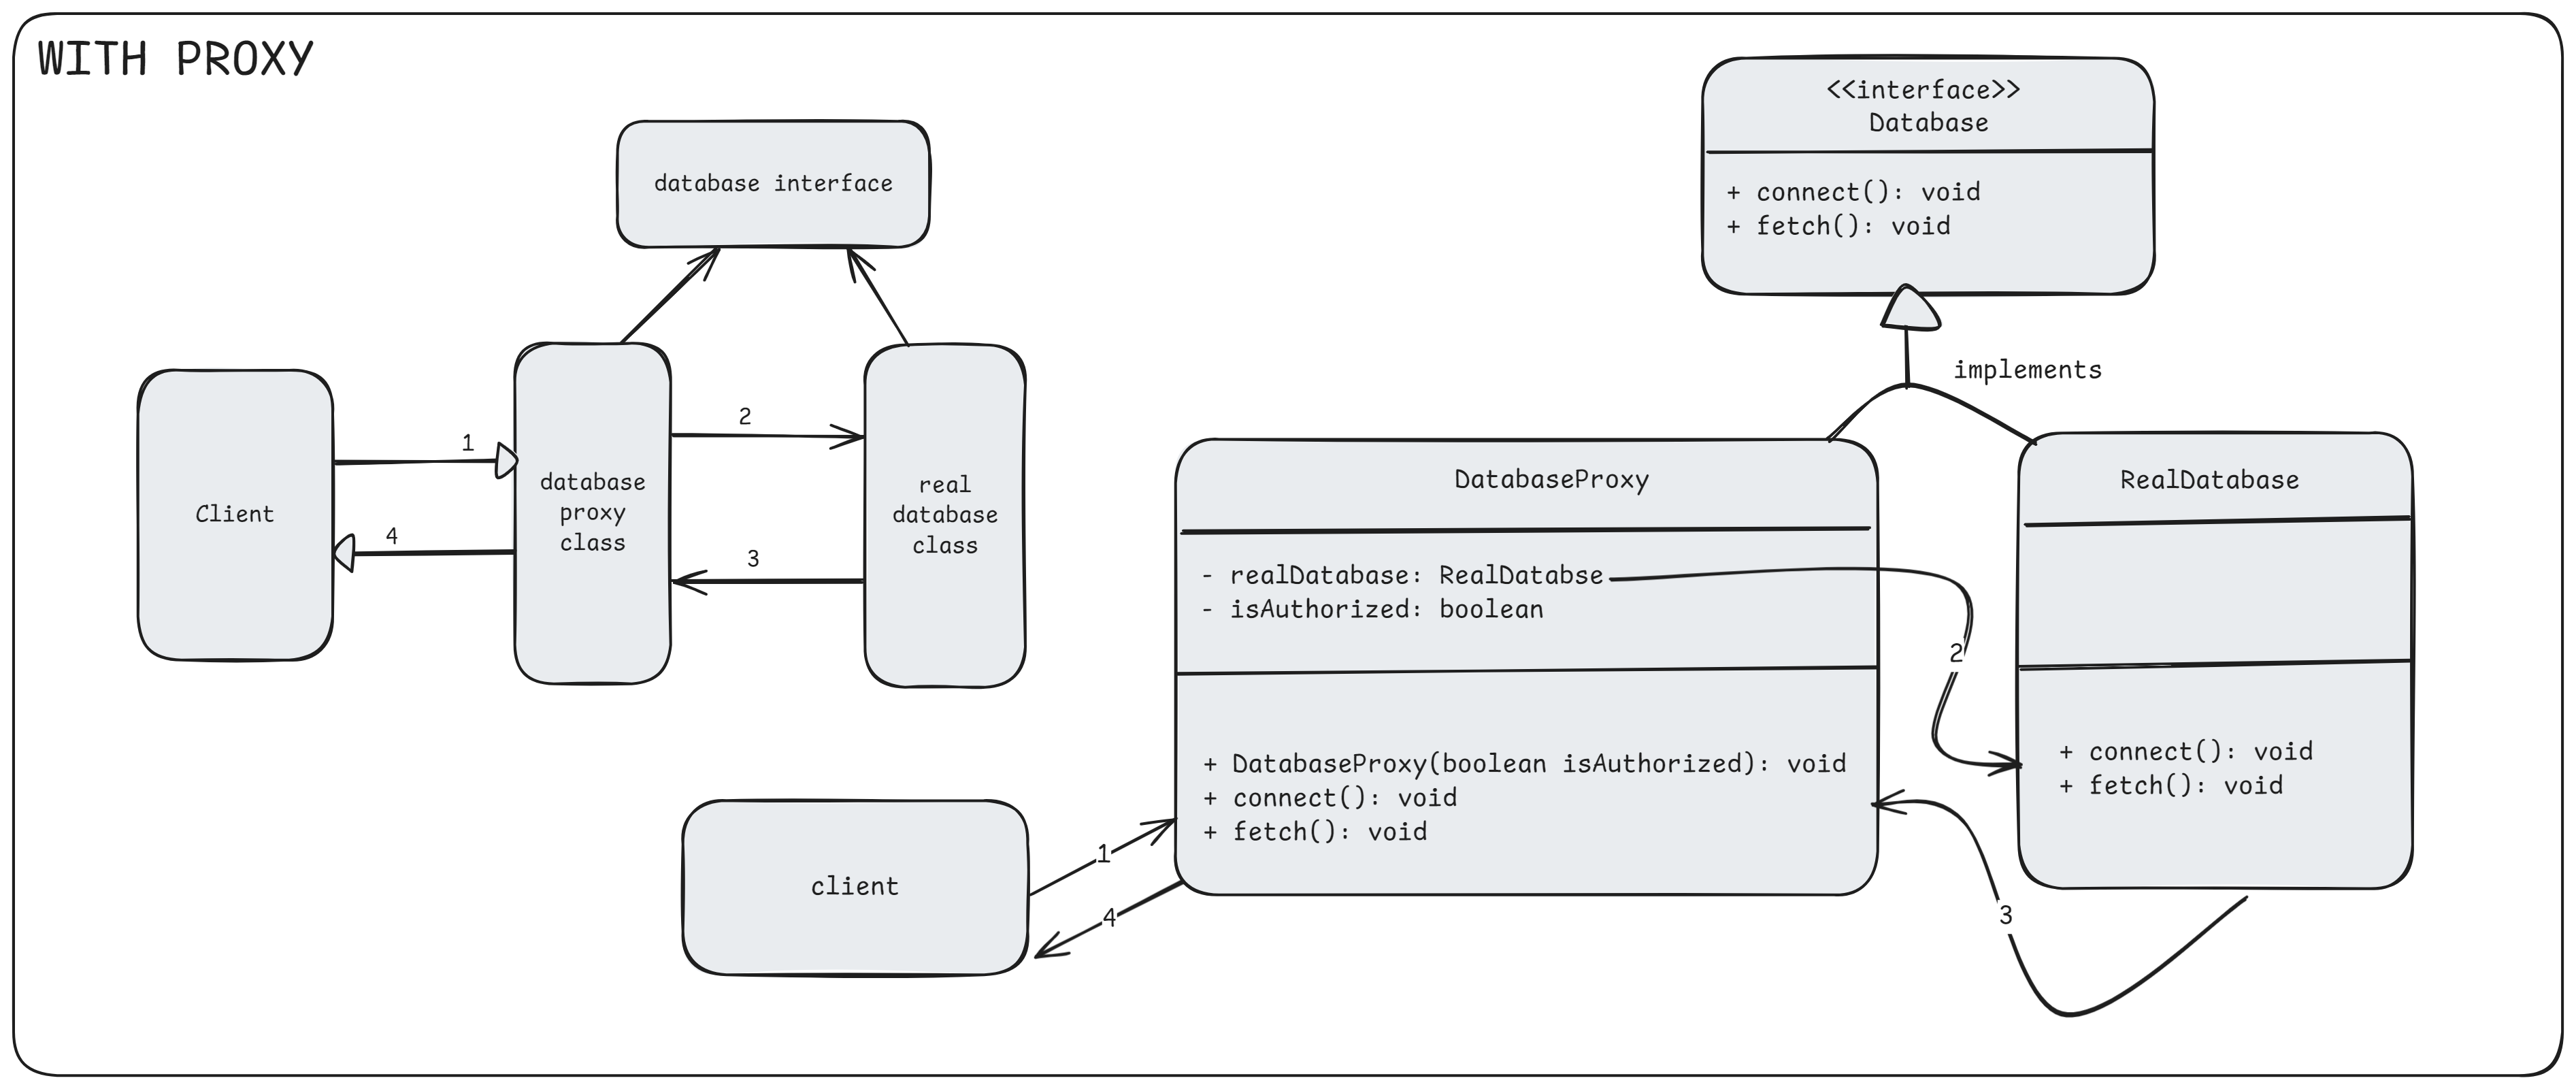 WITH PROXY
database interface
Client
1
4
database
proxy
class
2
3
real
database
class
<<interface>>
Database
+ connect(): void
+ fetch(): void
implements
DatabaseProxy
- realDatabase: RealDatabse
- isAuthorized: boolean
+ DatabaseProxy(boolean isAuthorized): void
+ connect(): void
+ fetch(): void
RealDatabase
+ connect(): void
+ fetch(): void
2
3
client
1
4